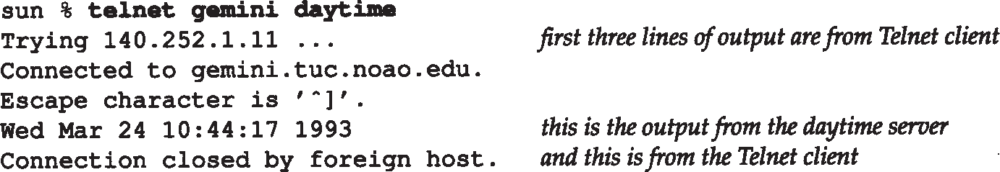 sun % telnet gemini daytime
Trying 140.252.1.11 ... first three lines of output are from Telnet client
Connected to gemini.tuc.noao.edu.
Escape character is '^]'.
Wed Mar 24 10:44:17 1993 this is the output from the daytime server
Connection closed by foreign host. and this is from the Telnet client